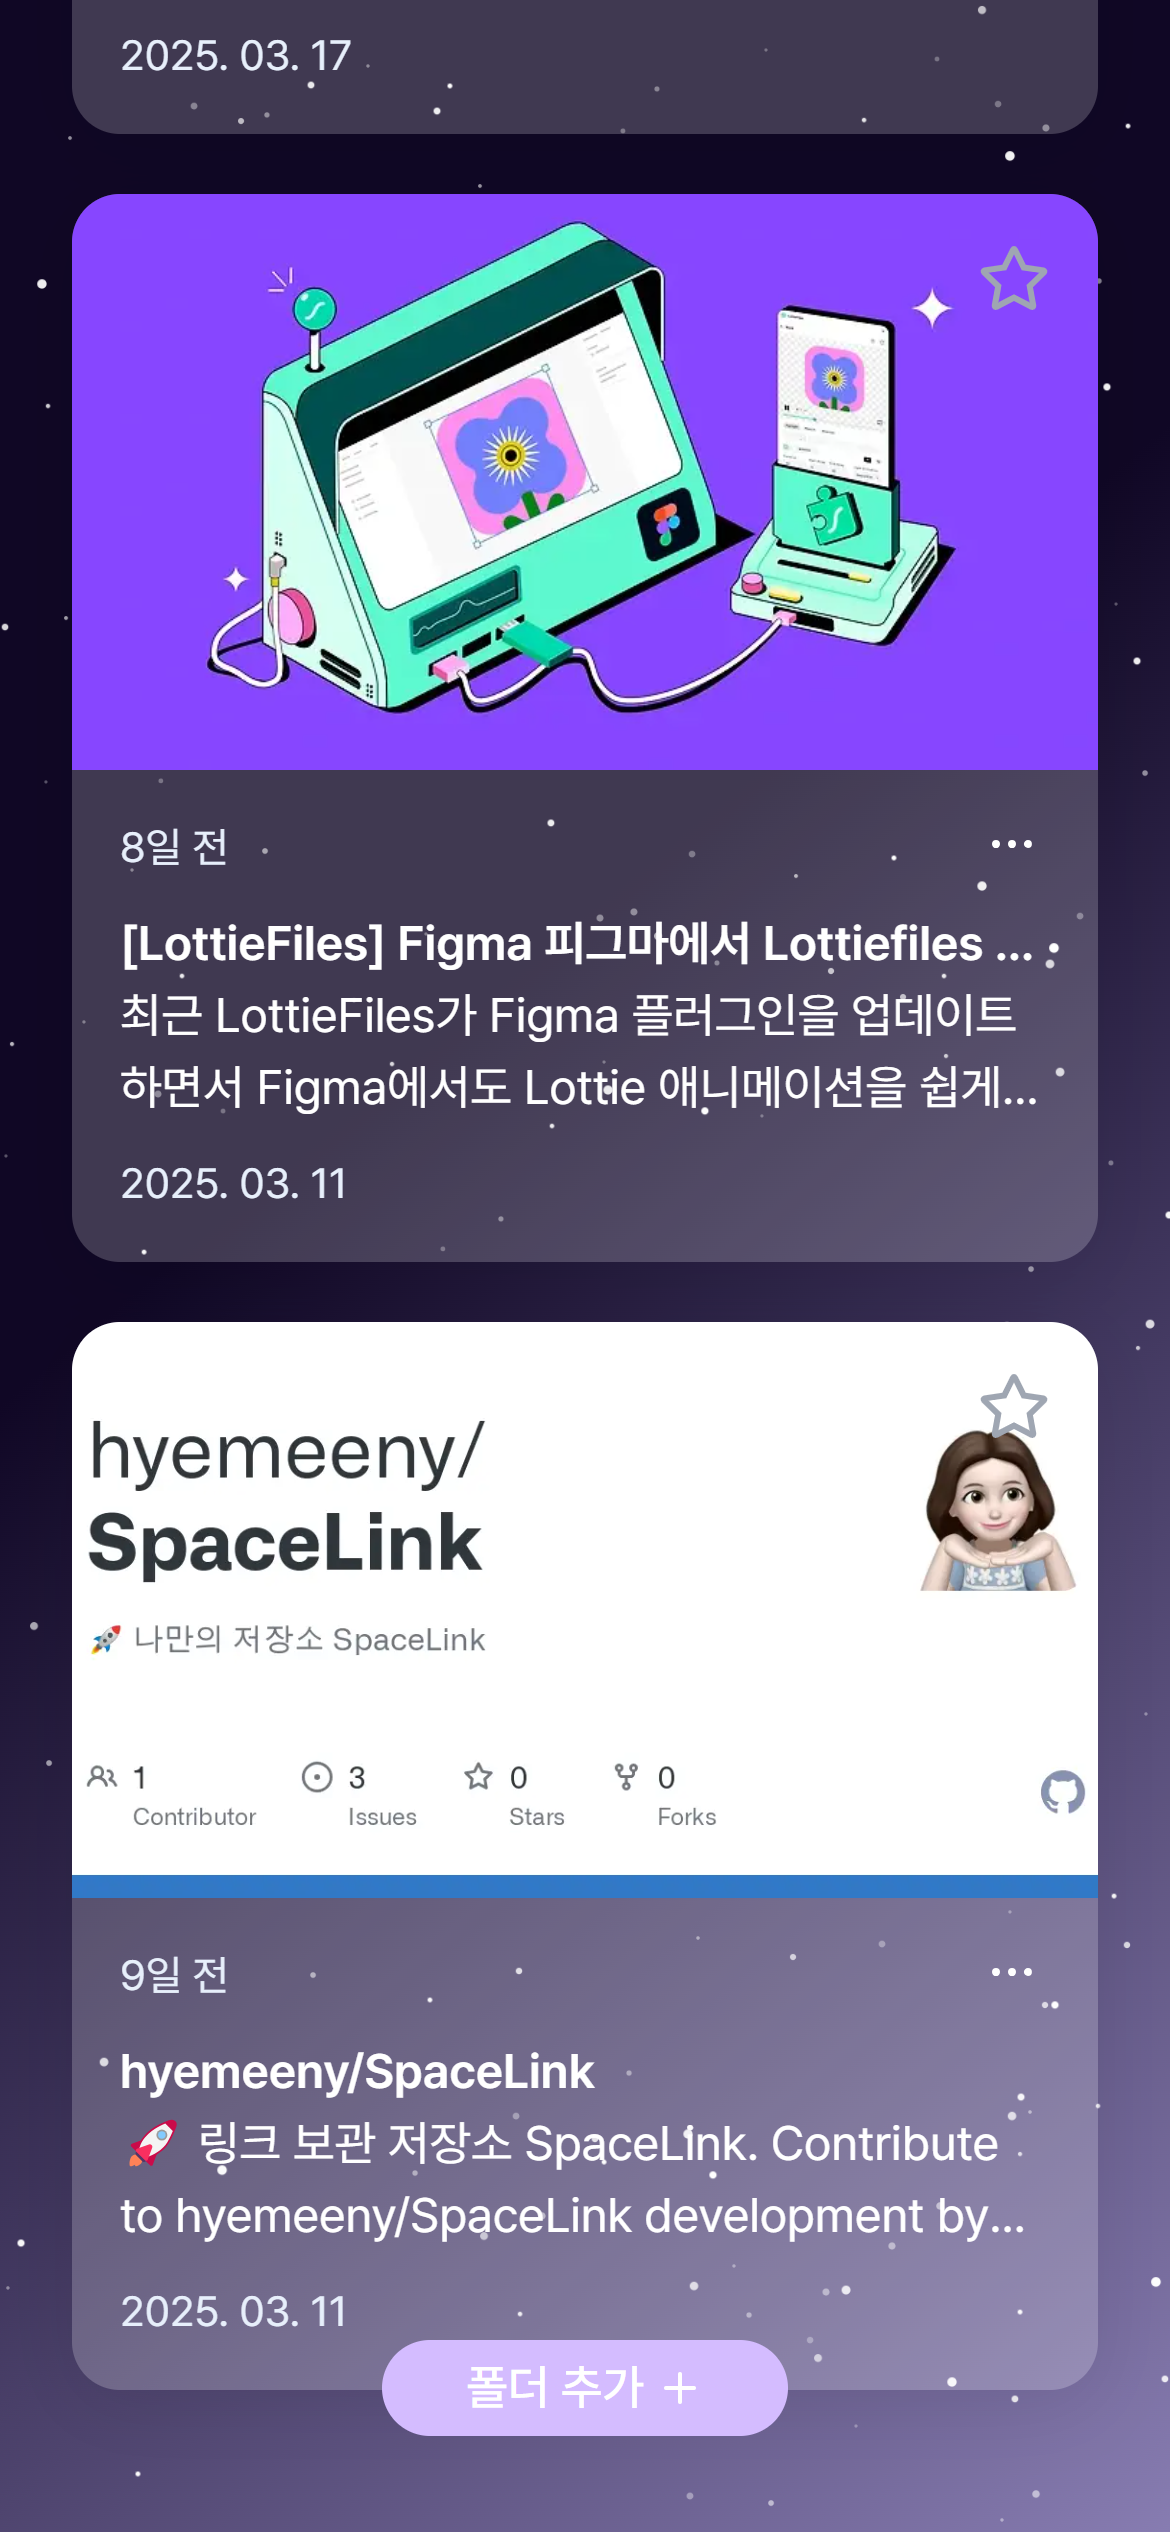 2025. 03. 17
8일 전
[LottieFiles] Figma 피그마에서 Lottiefiles ...
최근 LottieFiles가 Figma 플러그인을 업데이트
하면서 Figma에서도 Lottie 애니메이션을 쉽게...
2025. 03. 11
hyemeeny/
SpaceLink
🚀 나만의 저장소 SpaceLink
1 3 0 0
Contributor Issues Stars Forks
9일 전
hyemeeny/SpaceLink
🚀 링크 보관 저장소 SpaceLink. Contribute
to hyemeeny/SpaceLink development by...
2025. 03. 11
폴더 추가 +